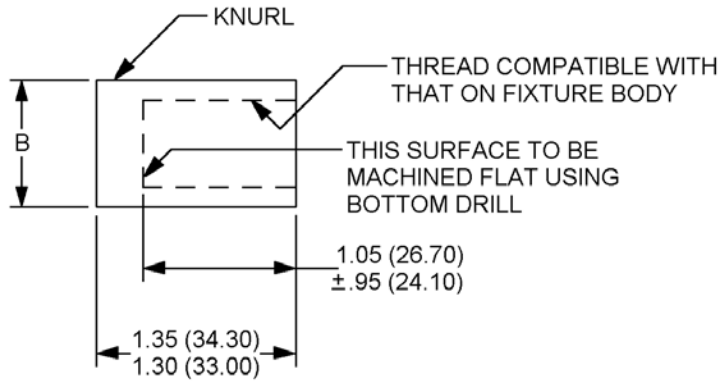 KNURL
THREAD COMPATIBLE WITH
THAT ON FIXTURE BODY
B
THIS SURFACE TO BE
MACHINED FLAT USING
BOTTOM DRILL
1.05 (26.70)
±.95 (24.10)
1.35 (34.30)
1.30 (33.00)